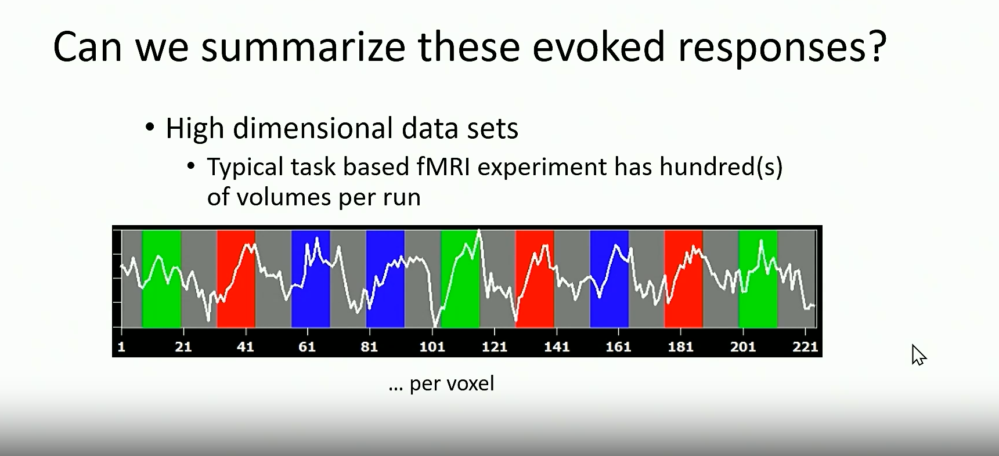 Can we summarize these evoked responses?
• High dimensional data sets
• Typical task based fMRI experiment has hundred(s)
of volumes per run
1 21 41 61 81 101 121 141 161 181 201 221
... per voxel